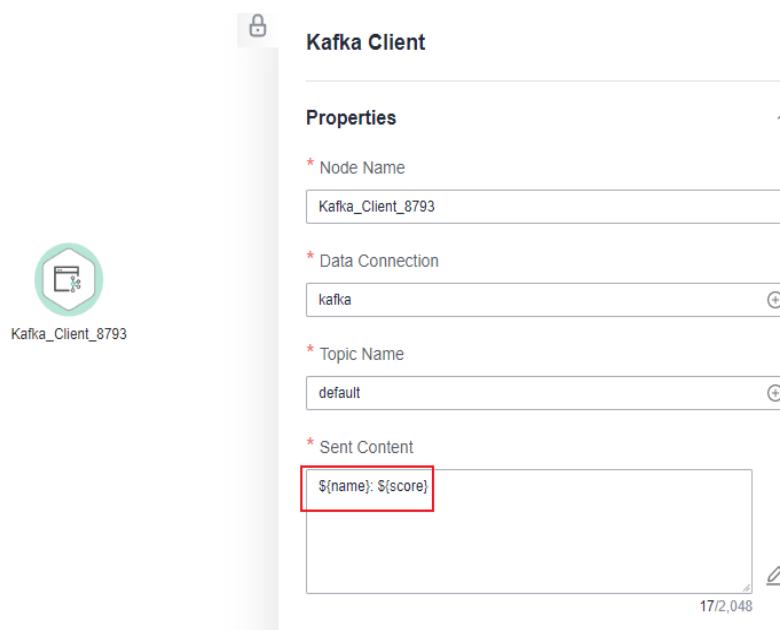 Kafka Client
Properties
* Node Name
Kafka_Client_8793
* Data Connection
kafka
Kafka_Client_8793
* Topic Name
default
* Sent Content
${name}: ${score}
17/2,048